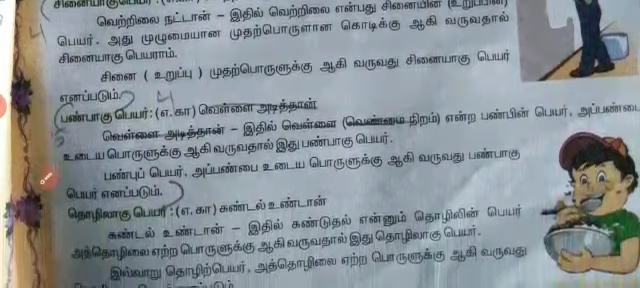 சினையாகுபெயர்
வெற்றிலை நட்டான் – இதில் வெற்றிலை என்பது சினையின் (உறுப்பின்)
பெயர். அது முழுமையான முதற்பொருளான கொடிக்கு ஆகி வருவதால்
சினையாகு பெயராம்.
சினை ( உறுப்பு ) முதற்பொருளுக்கு ஆகி வருவது சினையாகு பெயர்
எனப்படும்.
பண்பாகு பெயர்: (எ. கா) வெள்ளை அடித்தான்
வெள்ளை அடித்தான் – இதில் வெள்ளை (வெண்மை நிறம்) என்ற பண்பின் பெயர், அப்பண்பை
உடைய பொருளுக்கு ஆகி வருவதால் இது பண்பாகு பெயர்.
பண்புப் பெயர், அப்பண்பை உடைய பொருளுக்கு ஆகி வருவது பண்பாகு
பெயர் எனப்படும்.
தொழிலாகு பெயர் : (எ. கா) சுண்டல் உண்டான்
சுண்டல் உண்டான் – இதில் சுண்டுதல் என்னும் தொழிலின் பெயர்
அத்தொழிலை ஏற்ற பொருளுக்கு ஆகி வருவதால் இது தொழிலாகு பெயர்.
இவ்வாறு தொழிற்பெயர், அத்தொழிலை ஏற்ற பொருளுக்கு ஆகி வருவது